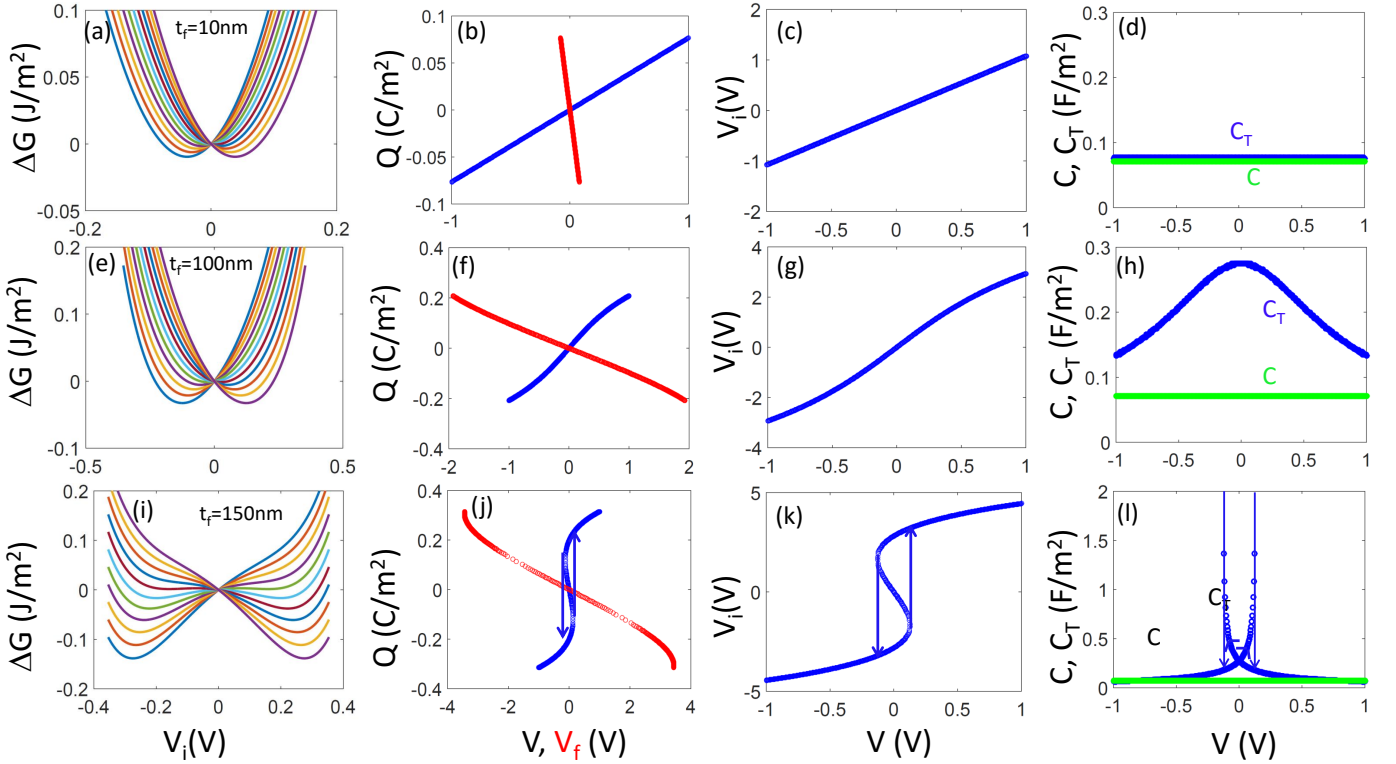 (a)
t_f=10nm
ΔG (J/m²)
0.1
0.05
0
-0.05
-0.2
0
0.2
(b)
Q (C/m²)
0.1
0.05
0
-0.05
-0.1
-1
0
1
(c)
V_i(V)
2
1
0
-1
-2
-1
-0.5
0
0.5
1
(d)
C, C_T (F/m²)
0.3
0.2
0.1
0
C_T
C
-1
-0.5
0
0.5
1
(e)
t_f=100nm
ΔG (J/m²)
0.2
0.1
0
-0.1
-0.5
0
0.5
(f)
Q (C/m²)
0.4
0.2
0
-0.2
-0.4
-2
-1
0
1
2
(g)
V_i(V)
4
2
0
-2
-4
-1
-0.5
0
0.5
1
(h)
C, C_T (F/m²)
0.3
0.2
0.1
0
C_T
C
-1
-0.5
0
0.5
1
(i)
t_f=150nm
ΔG (J/m²)
0.2
0.1
0
-0.1
-0.2
-0.4
-0.2
0
0.2
0.4
V_i(V)
(j)
Q (C/m²)
0.4
0.2
0
-0.2
-0.4
-4
-2
0
2
4
V, V_f (V)
(k)
V_i(V)
5
0
-5
-1
-0.5
0
0.5
1
V (V)
(l)
C, C_T (F/m²)
2
1.5
1
0.5
0
C_T
C
-1
-0.5
0
0.5
1
V (V)